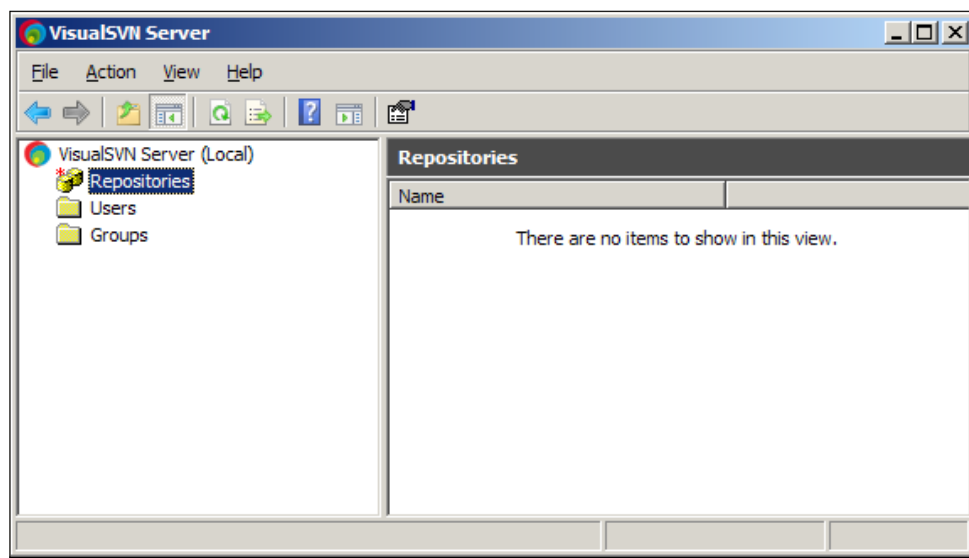 VisualSVN Server
File Action View Help
VisualSVN Server (Local)
Repositories
Users
Groups
Repositories
Name
There are no items to show in this view.